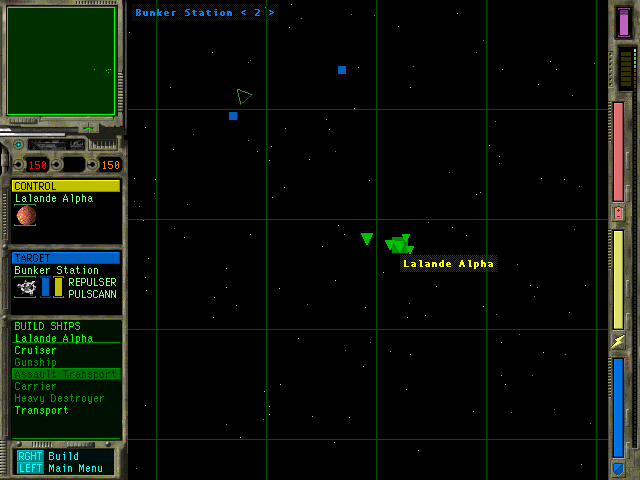 Bunker Station < 2 >
150
150
CONTROL
Lalande Alpha
TARGET
Bunker Station
REPULSER
PULSCANN
BUILD SHIPS
Lalande Alpha
Cruiser
Gunship
Assault Transport
Carrier
Heavy Destroyer
Transport
RGHT Build
LEFT Main Menu
Lalande Alpha